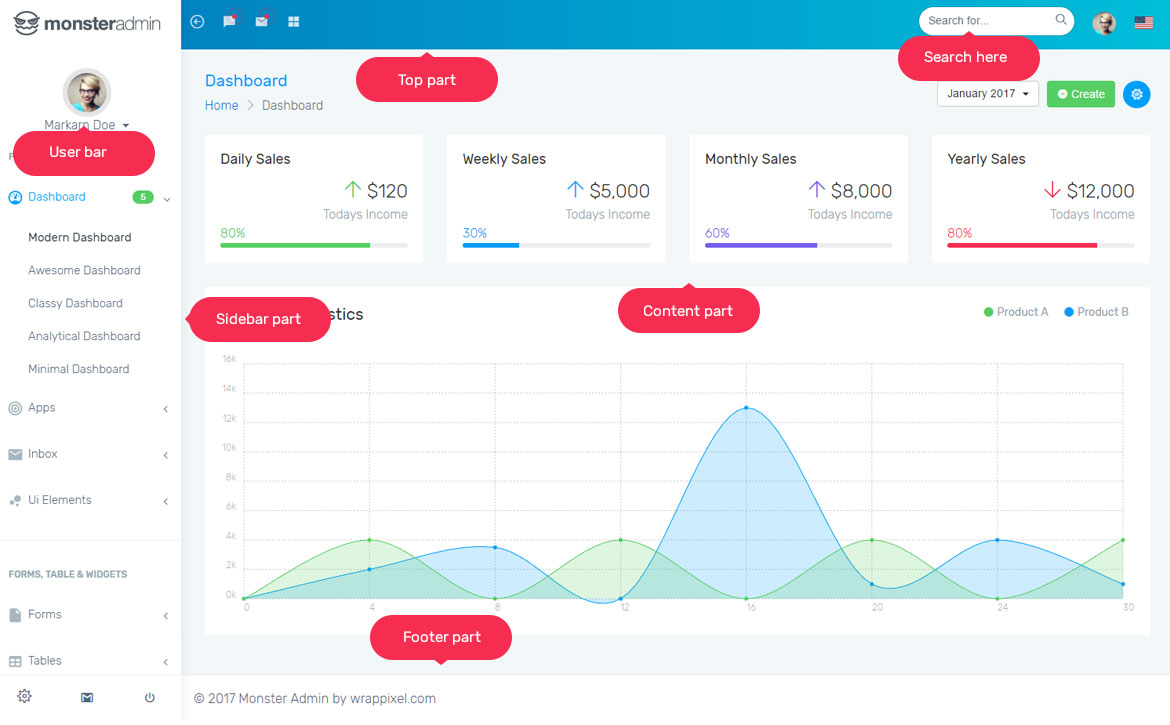 monsteradmin
Search for...
Top part
Search here
Markarn Doe
User bar
Dashboard
Home > Dashboard
January 2017
Create
Daily Sales
$120
Todays Income
80%
Weekly Sales
$5,000
Todays Income
30%
Monthly Sales
$8,000
Todays Income
60%
Yearly Sales
$12,000
Todays Income
80%
Dashboard 5
Modern Dashboard
Awesome Dashboard
Classy Dashboard
Analytical Dashboard
Minimal Dashboard
Apps
Inbox
Ui Elements
FORMS, TABLE & WIDGETS
Forms
Tables
Sidebar part
Content part
Product A
Product B
16k
14k
12k
10k
8k
6k
4k
2k
0k
0 4 8 12 16 20 24 30
Footer part
© 2017 Monster Admin by wrappixel.com